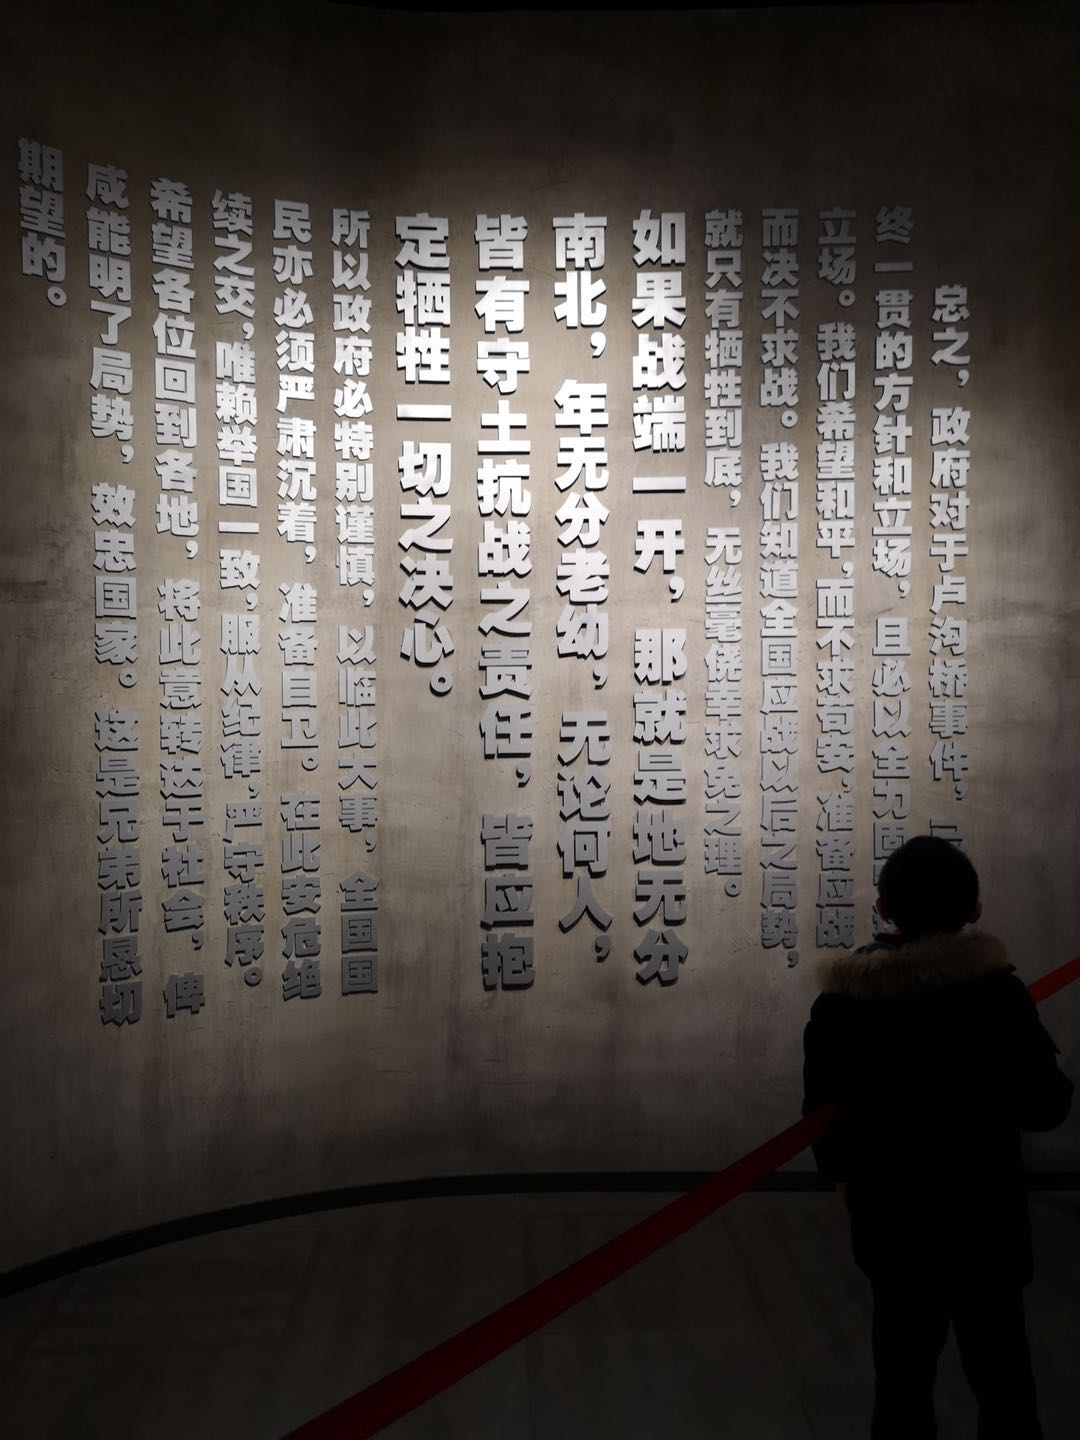 总之，政府对于卢沟桥事件，已
终一贯的方针和立场，且必以全力固
立场。我们希望和平，而不求苟安，准备应战
而决不求战。我们知道全国应战以后之局势，
就只有牺牲到底，无丝毫侥幸求免之理。
如果战端一开，那就是地无分
南北，年无分老幼，无论何人，
皆有守土抗战之责任，皆应抱
定牺牲一切之决心。
所以政府必特别谨慎，以临此大事，全国国
民亦必须严肃沉着，准备自卫。在此安危绝
续之交，唯赖举国一致，服从纪律，严守秩序。
希望各位回到各地，将此意转达于社会，俾
咸能明了局势，效忠国家。这是兄弟所恳切
期望的。